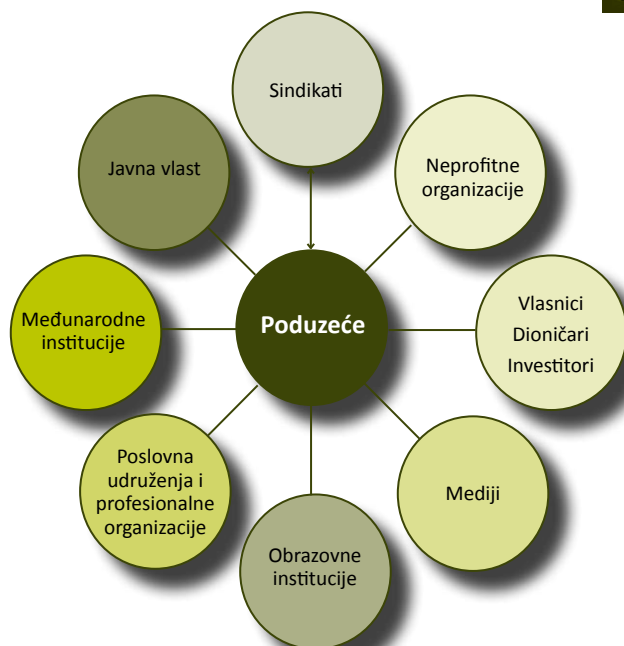 Sindikati
Javna vlast
Neprofitne
organizacije
Međunarodne
institucije
Poduzeće
Vlasnici
Dioničari
Investitori
Poslovna
udruženja i
profesionalne
organizacije
Mediji
Obrazovne
institucije